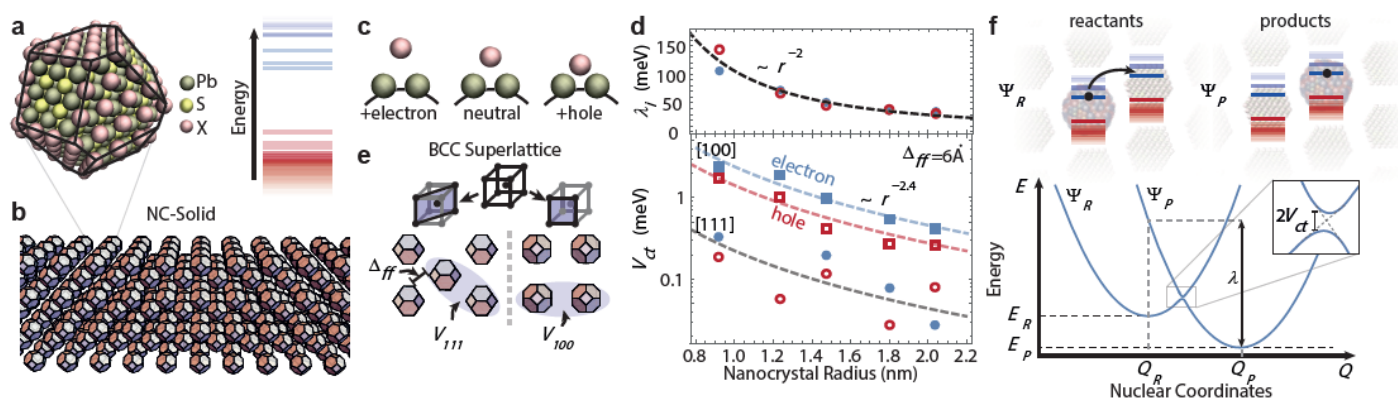 a
Energy
Pb
S
X
b
NC-Solid
c
+electron
neutral
+hole
e
BCC Superlattice
Δff
V111
V100
d
λI (meV)
150
100
50
0
~ r⁻²
Vct (meV)
1
0.1
[100]
Δff=6Å
electron
~ r⁻²·⁴
hole
[111]
0.8 1.0 1.2 1.4 1.6 1.8 2.0 2.2
Nanocrystal Radius (nm)
f
reactants
products
ΨR
ΨP
E
ΨR
ΨP
E
2Vct
Energy
λ
ER
EP
QR
QP
Q
Nuclear Coordinates